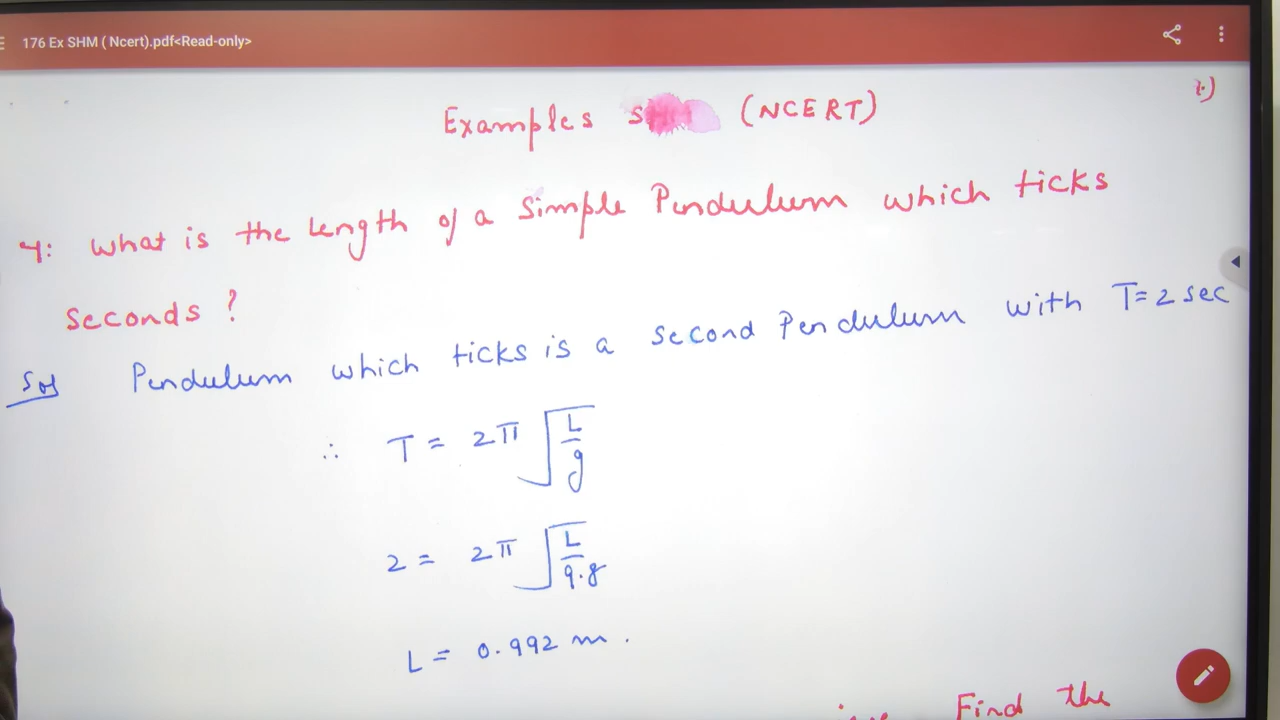 176 Ex SHM ( Ncert).pdf<Read-only>
Examples (NCERT)
4: What is the length of a Simple Pendulum which ticks
seconds ?
Sol Pendulum which ticks is a second Pendulum with T=2 sec
∴ T = 2π √(L/g)
2 = 2π √(L/9.8)
L = 0.992 m .
Find the